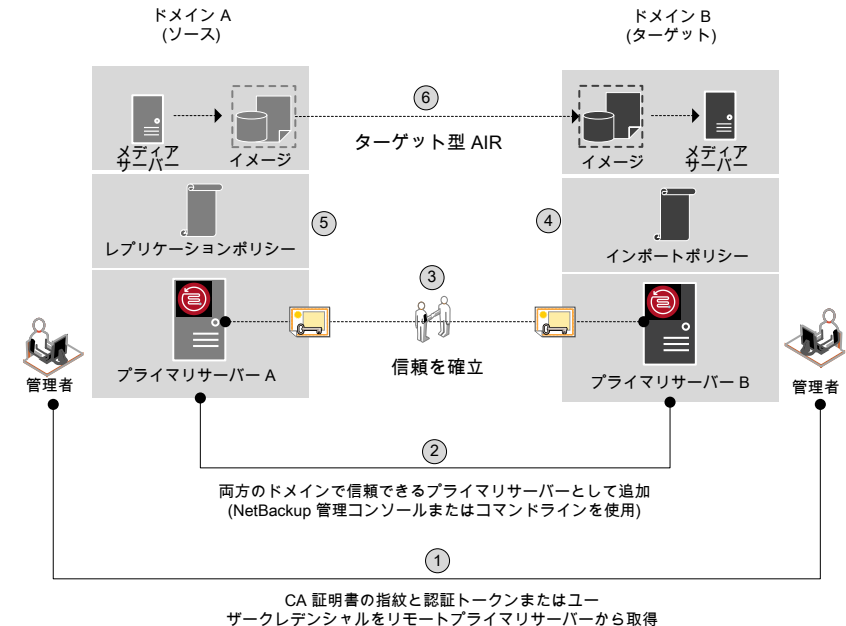 ドメイン A
(ソース)
ドメイン B
(ターゲット)
6
ターゲット型 AIR
メディア
サーバー
イメージ
イメージ
メディア
サーバー
5
4
レプリケーションポリシー
インポートポリシー
3
信頼を確立
管理者
プライマリサーバー A
プライマリサーバー B
管理者
2
両方のドメインで信頼できるプライマリサーバーとして追加
(NetBackup 管理コンソールまたはコマンドラインを使用)
1
CA 証明書の指紋と認証トークンまたはユー
ザークレデンシャルをリモートプライマリサーバーから取得